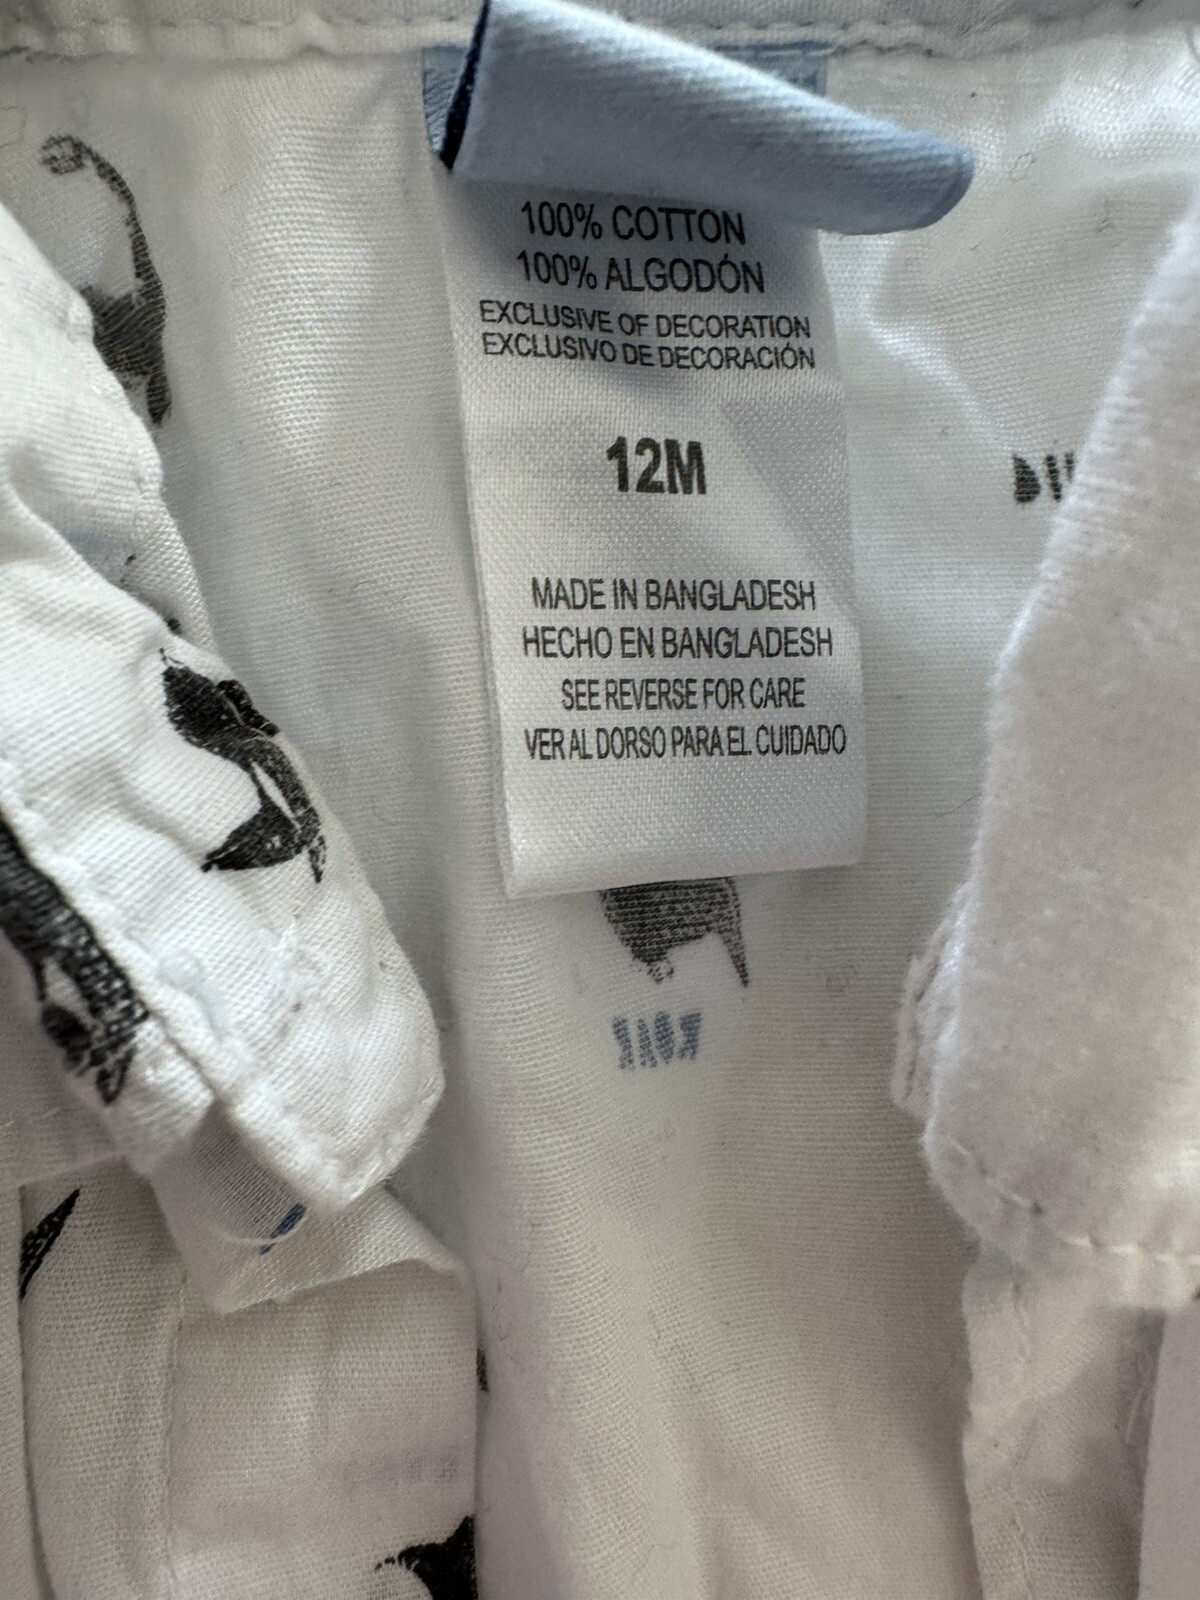 100% COTTON
100% ALGODÓN
EXCLUSIVE OF DECORATION
EXCLUSIVO DE DECORACIÓN
12M
MADE IN BANGLADESH
HECHO EN BANGLADESH
SEE REVERSE FOR CARE
VER AL DORSO PARA EL CUIDADO